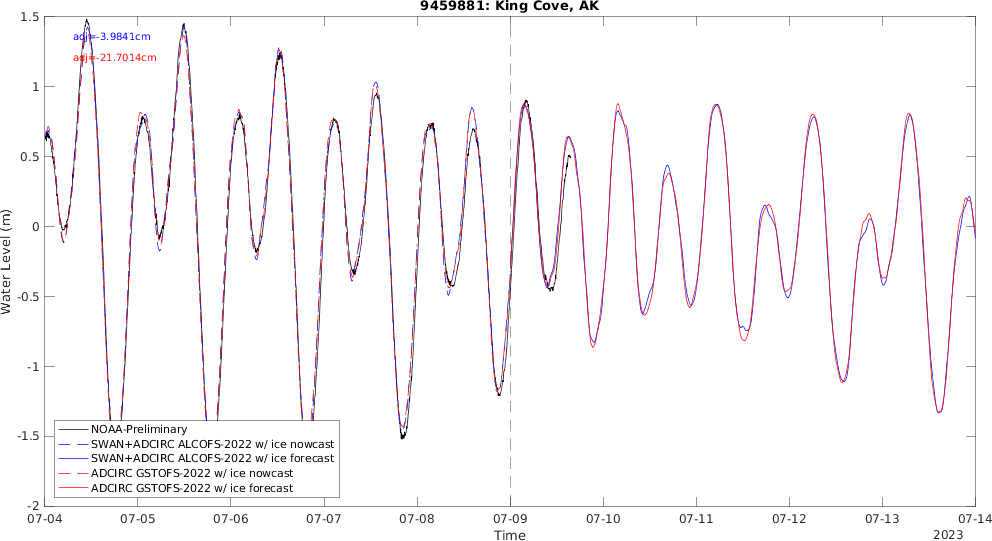 9459881: King Cove, AK
adj=-3.9841cm
adj=-21.7014cm
Water Level (m)
1.5
1
0.5
0
-0.5
-1
-1.5
-2
NOAA-Preliminary
SWAN+ADCIRC ALCOFS-2022 w/ ice nowcast
SWAN+ADCIRC ALCOFS-2022 w/ ice forecast
ADCIRC GSTOFS-2022 w/ ice nowcast
ADCIRC GSTOFS-2022 w/ ice forecast
07-04 07-05 07-06 07-07 07-08 07-09 07-10 07-11 07-12 07-13 07-14
Time
2023